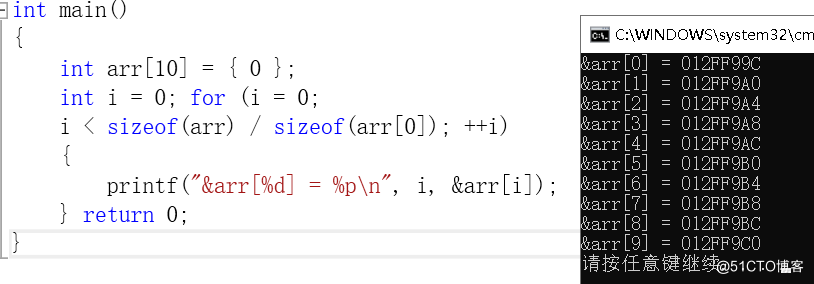 int main()
{
int arr[10] = { 0 };
int i = 0; for (i = 0;
i < sizeof(arr) / sizeof(arr[0]); ++i)
{
printf("&arr[%d] = %p\n", i, &arr[i]);
} return 0;
}
C:\WINDOWS\system32\cm
&arr[0] = 012FF99C
&arr[1] = 012FF9A0
&arr[2] = 012FF9A4
&arr[3] = 012FF9A8
&arr[4] = 012FF9AC
&arr[5] = 012FF9B0
&arr[6] = 012FF9B4
&arr[7] = 012FF9B8
&arr[8] = 012FF9BC
&arr[9] = 012FF9C0
请按任意键继续
@51CTO博客